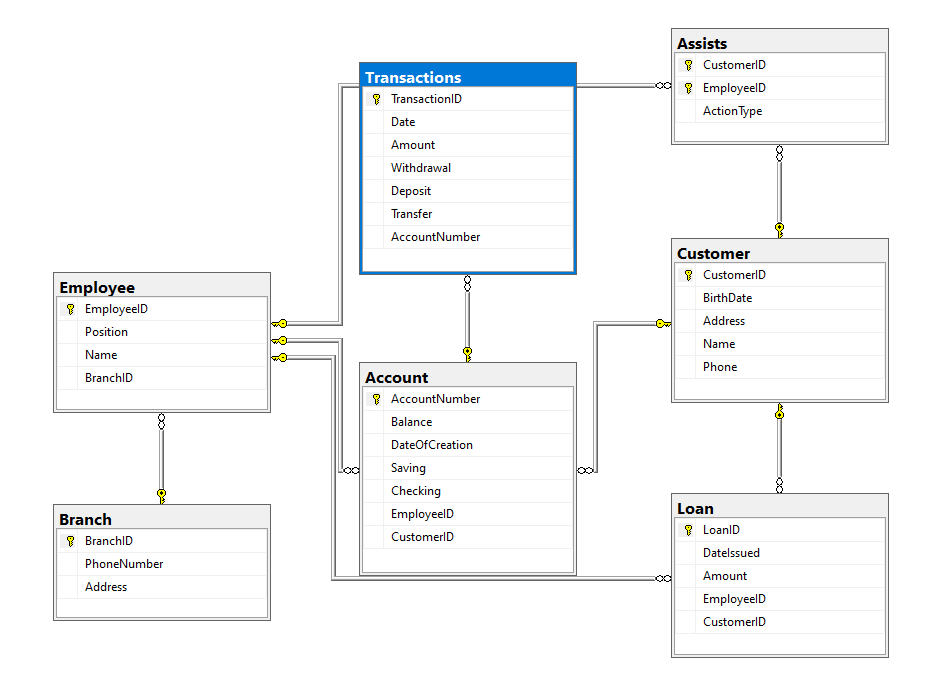 Assists
CustomerID
EmployeeID
ActionType
Transactions
TransactionID
Date
Amount
Withdrawal
Deposit
Transfer
AccountNumber
Customer
CustomerID
BirthDate
Address
Name
Phone
Employee
EmployeeID
Position
Name
BranchID
Account
AccountNumber
Balance
DateOfCreation
Saving
Checking
EmployeeID
CustomerID
Branch
BranchID
PhoneNumber
Address
Loan
LoanID
DateIssued
Amount
EmployeeID
CustomerID